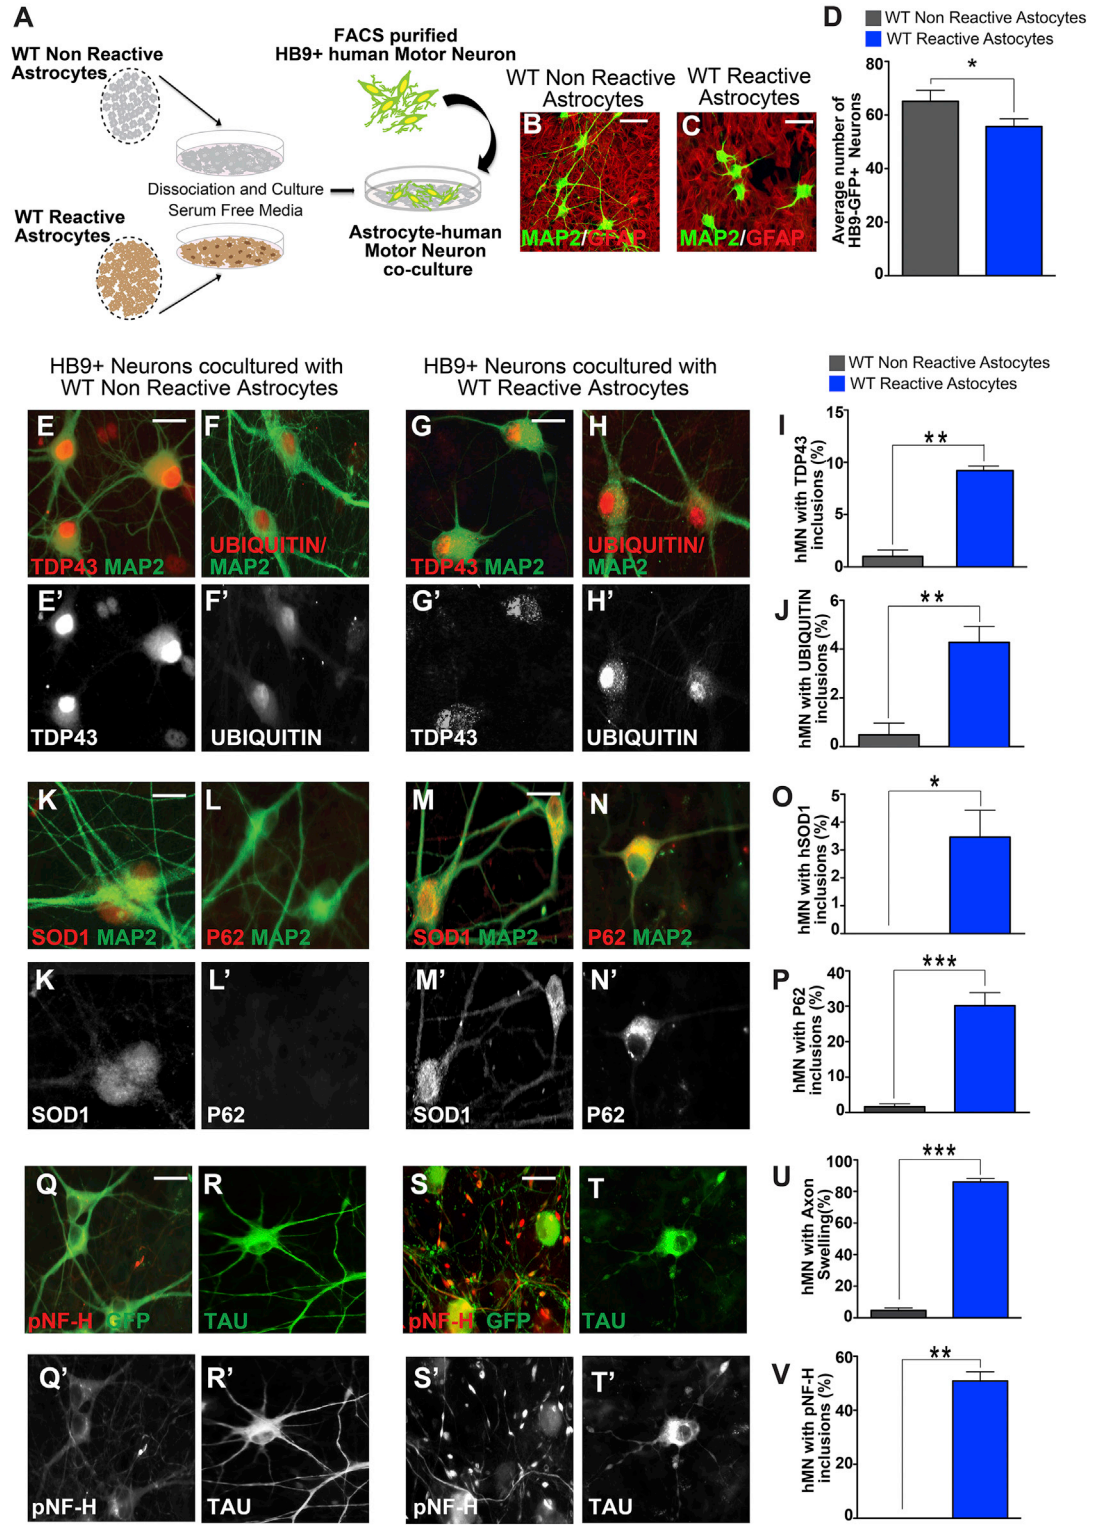 A
WT Non Reactive
Astrocytes
FACS purified
HB9+ human Motor Neuron
Dissociation and Culture
Serum Free Media
WT Reactive
Astrocytes
Astrocyte-human
Motor Neuron
co-culture
WT Non Reactive
Astrocytes
B
MAP2/GFAP
WT Reactive
Astrocytes
C
MAP2/GFAP
D
WT Non Reactive Astocytes
WT Reactive Astocytes
Average number of
HB9-GFP+ Neurons
80
60
40
20
0
*
HB9+ Neurons cocultured with
WT Non Reactive Astrocytes
HB9+ Neurons cocultured with
WT Reactive Astrocytes
WT Non Reactive Astocytes
WT Reactive Astocytes
E
TDP43 MAP2
F
UBIQUITIN/
MAP2
G
TDP43 MAP2
H
UBIQUITIN/
MAP2
I
hMN with TDP43
inclusions (%)
15
10
5
0
**
E’
TDP43
F’
UBIQUITIN
G’
TDP43
H’
UBIQUITIN
J
hMN with UBIQUITIN
inclusions (%)
6
4
2
0
**
K
SOD1 MAP2
L
P62 MAP2
M
SOD1 MAP2
N
P62 MAP2
O
hMN with hSOD1
inclusions (%)
5
4
3
2
1
0
*
K’
SOD1
L’
P62
M’
SOD1
N’
P62
P
hMN with P62
inclusions (%)
40
30
20
10
0
***
Q
pNF-H GFP
R
TAU
S
pNF-H GFP
T
TAU
U
hMN with Axon
Swelling(%)
100
80
60
40
20
0
***
Q’
pNF-H
R’
TAU
S’
pNF-H
T’
TAU
V
hMN with pNF-H
inclusions (%)
60
40
20
0
**